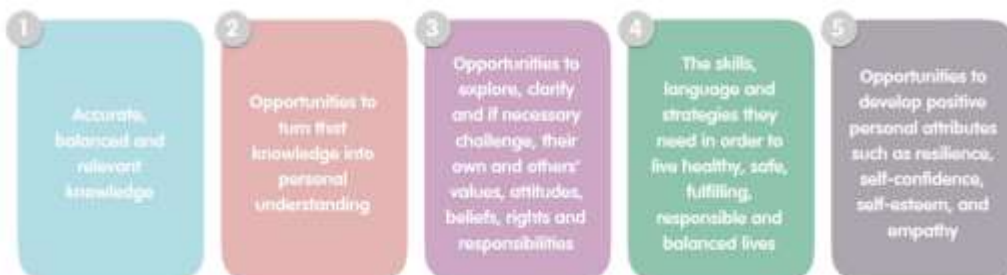 1
Accurate,
balanced and
relevant
knowledge
2
Opportunities to
turn that
knowledge into
personal
understanding
3
Opportunities to
explore, clarify
and if necessary
challenge, their
own and others'
values, attitudes,
beliefs, rights and
responsibilities
4
The skills,
language and
strategies they
need in order to
live healthy, safe,
fulfilling,
responsible and
balanced lives
5
Opportunities to
develop positive
personal attributes
such as resilience,
self-confidence,
self-esteem, and
empathy